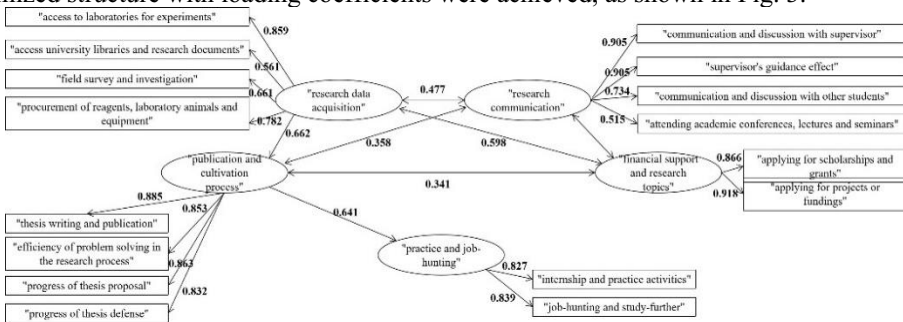 nized structure with loading coefficients were achieved, as shown in Fig. 3.
"access to laboratories for experiments"
0.859
"access university libraries and research documents"
0.561
"field survey and investigation"
0.661
"procurement of reagents, laboratory animals and
equipment"
0.782
"research data
acquisition"
0.477
"research
communication"
0.905
"communication and discussion with supervisor"
0.905
"supervisor's guidance effect"
0.734
"communication and discussion with other students"
0.515
"attending academic conferences, lectures and seminars"
0.662
0.358
0.598
"publication and
cultivation
process"
0.341
"financial support
and research
topics"
0.866
"applying for scholarships and
grants"
0.918
"applying for projects or
fundings"
0.885
"thesis writing and publication"
0.853
"efficiency of problem solving in
the research process"
0.863
"progress of thesis proposal"
0.832
"progress of thesis defense"
0.641
"practice and job-
hunting"
0.827
"internship and practice activities"
0.839
"job-hunting and study-further"